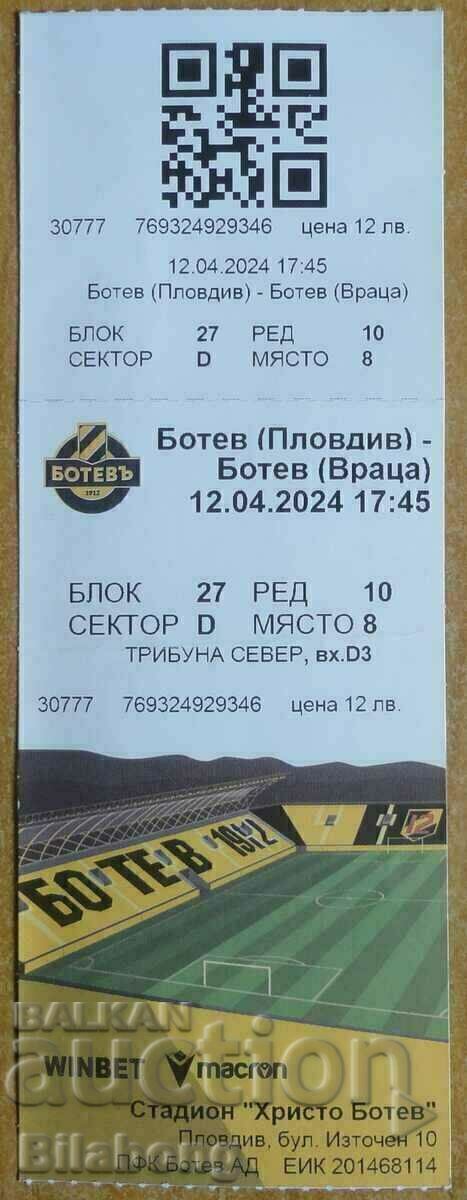 30777 769324929346 цена 12 лв.
12.04.2024 17:45
Ботев (Пловдив) - Ботев (Враца)
БЛОК 27 РЕД 10
СЕКТОР D МЯСТО 8
БОТЕВЪ
1912
Ботев (Пловдив) -
Ботев (Враца)
12.04.2024 17:45
БЛОК 27 РЕД 10
СЕКТОР D МЯСТО 8
ТРИБУНА СЕВЕР, вх.D3
30777 769324929346 цена 12 лв.
БОТЕВ 1912
12
BALKAN
auction
WINBET macron
Стадион "Христо Ботев"
Пловдив, бул. Източен 10
Bilaborg
ПФК Ботев АД ЕИК 201468114